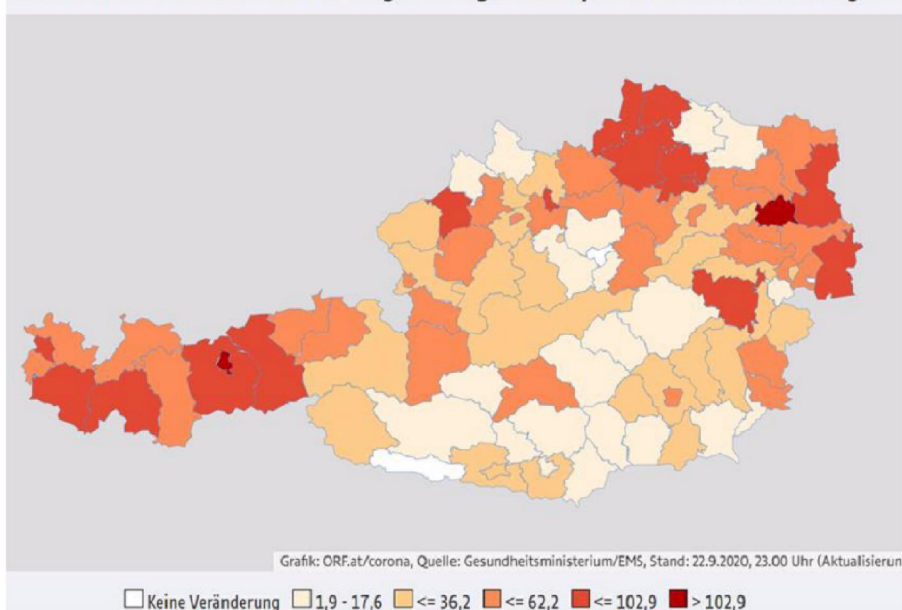 Grafik: ORF.at/corona, Quelle: Gesundheitsministerium/EMS, Stand: 22.9.2020, 23.00 Uhr (Aktualisierun
Keine Veränderung 1,9 - 17,6 <= 36,2 <= 62,2 <= 102,9 > 102,9